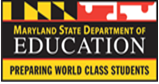 MARYLAND STATE DEPARTMENT OF
EDUCATION
PREPARING WORLD CLASS STUDENTS